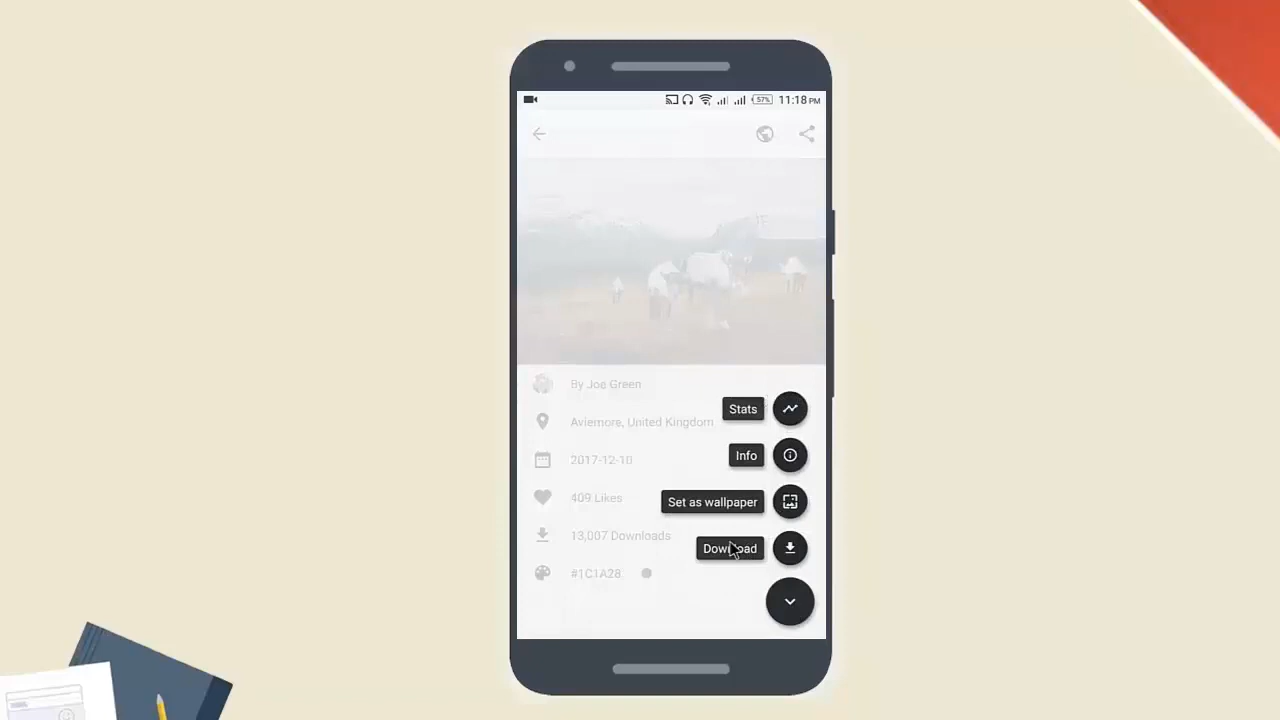 57%
11:18 PM
By Joe Green
Stats
Aviemore, United Kingdom
Info
2017-12-10
409 Likes
Set as wallpaper
13,007 Downloads
Download
#1C1A28